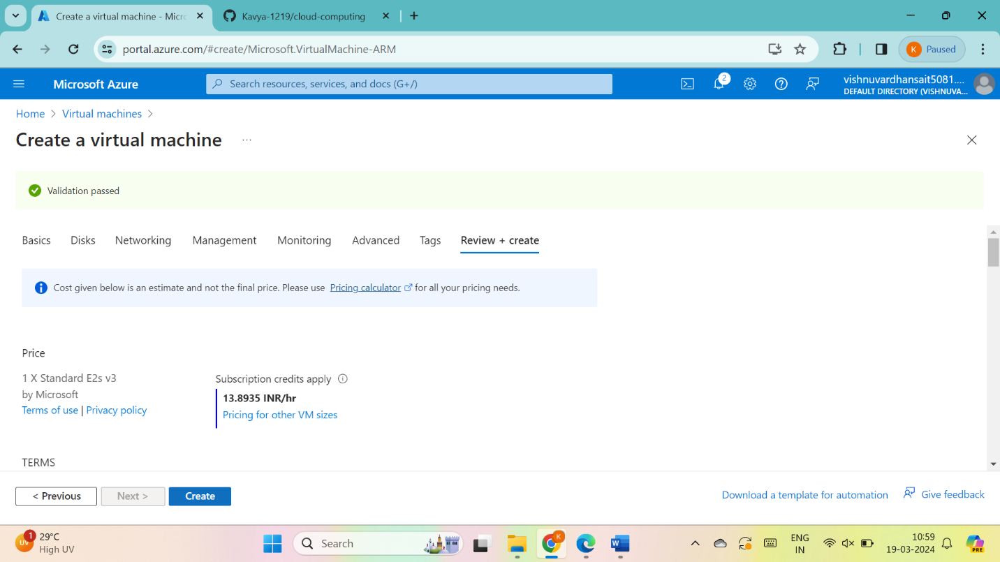 Create a virtual machine - Micro
Kavya-1219/cloud-computing
portal.azure.com/#create/Microsoft.VirtualMachine-ARM
K Paused
Microsoft Azure
Search resources, services, and docs (G+/)
2
vishnuvardhansait5081....
DEFAULT DIRECTORY (VISHNUVA...
Home > Virtual machines >
Create a virtual machine ...
Validation passed
Basics Disks Networking Management Monitoring Advanced Tags Review + create
Cost given below is an estimate and not the final price. Please use Pricing calculator for all your pricing needs.
Price
1 X Standard E2s v3
by Microsoft
Terms of use | Privacy policy
Subscription credits apply
13.8935 INR/hr
Pricing for other VM sizes
TERMS
< Previous Next > Create
Download a template for automation Give feedback
UV 1
29°C
High UV
Search
K
W
ENG
IN
10:59
19-03-2024
PRE